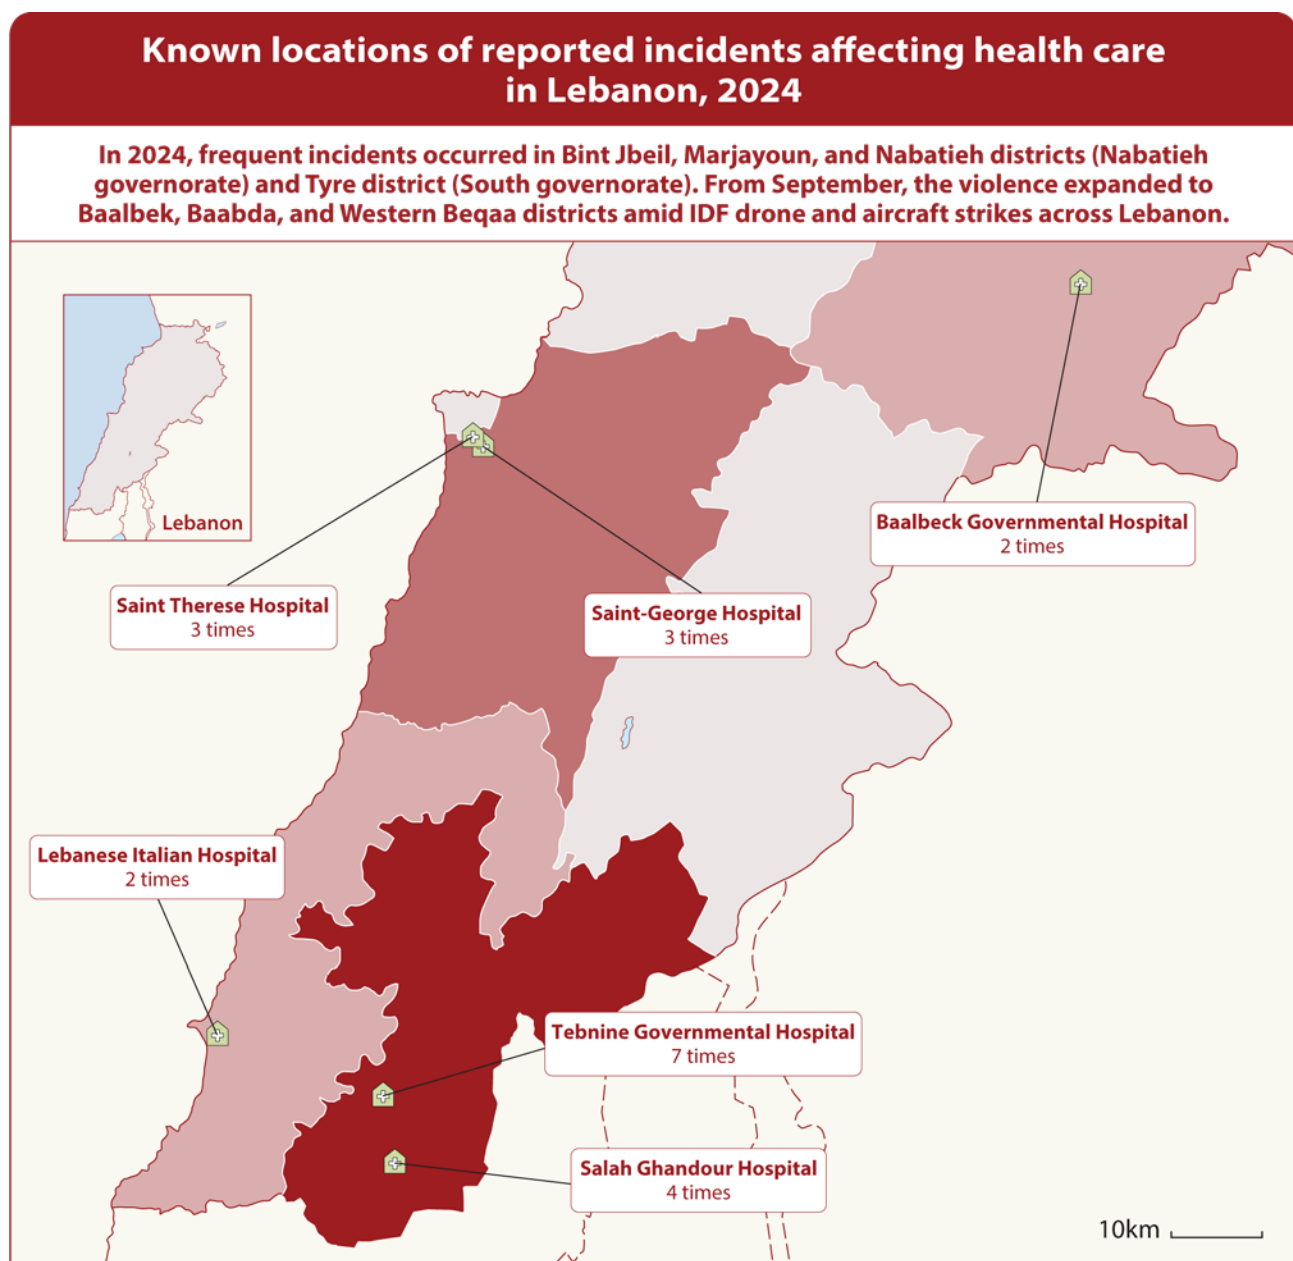 Known locations of reported incidents affecting health care
in Lebanon, 2024
In 2024, frequent incidents occurred in Bint Jbeil, Marjayoun, and Nabatieh districts (Nabatieh
governorate) and Tyre district (South governorate). From September, the violence expanded to
Baalbek, Baabda, and Western Beqaa districts amid IDF drone and aircraft strikes across Lebanon.
Lebanon
Baalbeck Governmental Hospital
2 times
Saint Therese Hospital
3 times
Saint-George Hospital
3 times
Lebanese Italian Hospital
2 times
Tebnine Governmental Hospital
7 times
Salah Ghandour Hospital
4 times
10km